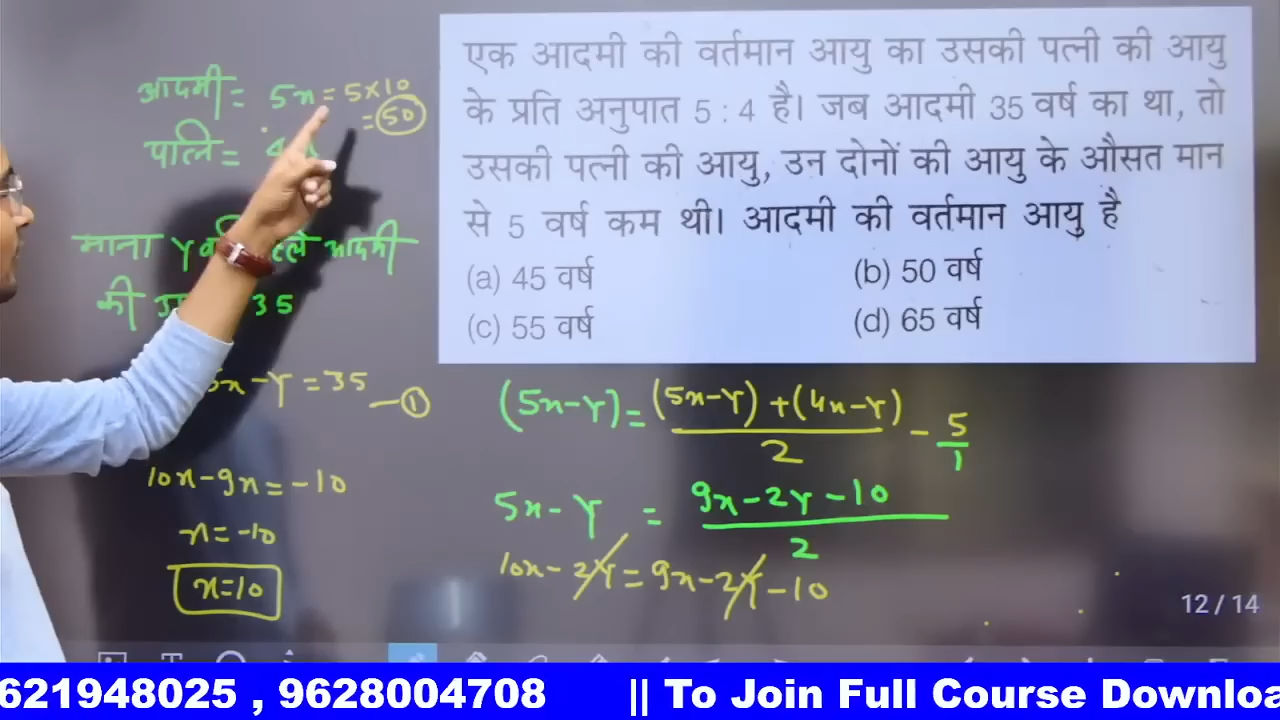 एक आदमी की वर्तमान आयु का उसकी पत्नी की आयु
के प्रति अनुपात 5 : 4 है। जब आदमी 35 वर्ष का था, तो
उसकी पत्नी की आयु, उन दोनों की आयु के औसत मान
से 5 वर्ष कम थी। आदमी की वर्तमान आयु है
(a) 45 वर्ष (b) 50 वर्ष
(c) 55 वर्ष (d) 65 वर्ष
आदमी = 5x = 5×10
= 50
पत्नि =
माना Y आदमी
की 35
5x-Y = 35 —①
10x-9x = -10
x = -10
x=10
(5x-Y) = (5x-Y)+(4x-Y)/2 - 5/1
5x-Y = 9x-2Y-10/2
10x-2Y = 9x-2Y-10
12 / 14
621948025 , 9628004708 || To Join Full Course Downloa